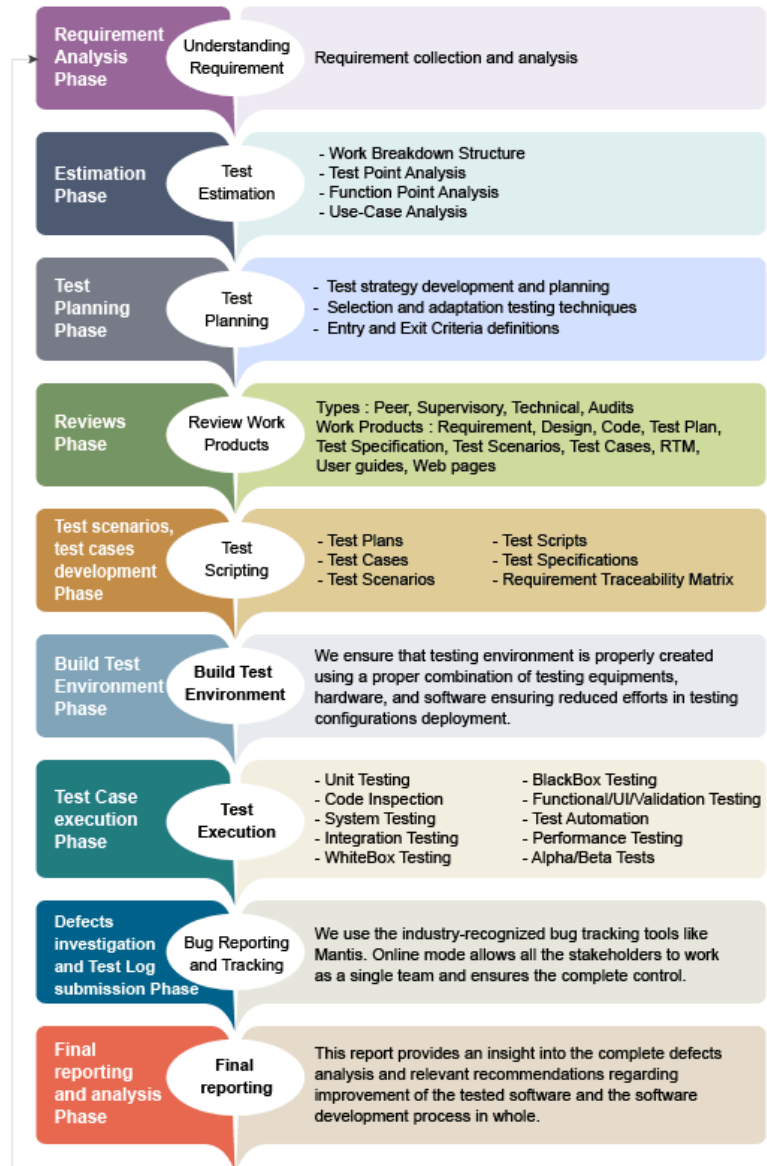 Requirement
Analysis
Phase
Understanding
Requirement
Requirement collection and analysis
Estimation
Phase
Test
Estimation
- Work Breakdown Structure
- Test Point Analysis
- Function Point Analysis
- Use-Case Analysis
Test
Planning
Phase
Test
Planning
- Test strategy development and planning
- Selection and adaptation testing techniques
- Entry and Exit Criteria definitions
Reviews
Phase
Review Work
Products
Types : Peer, Supervisory, Technical, Audits
Work Products : Requirement, Design, Code, Test Plan,
Test Specification, Test Scenarios, Test Cases, RTM,
User guides, Web pages
Test scenarios,
test cases
development
Phase
Test
Scripting
- Test Plans
- Test Cases
- Test Scenarios
- Test Scripts
- Test Specifications
- Requirement Traceability Matrix
Build Test
Environment
Phase
Build Test
Environment
We ensure that testing environment is properly created
using a proper combination of testing equipments,
hardware, and software ensuring reduced efforts in testing
configurations deployment.
Test Case
execution
Phase
Test
Execution
- Unit Testing
- Code Inspection
- System Testing
- Integration Testing
- WhiteBox Testing
- BlackBox Testing
- Functional/UI/Validation Testing
- Test Automation
- Performance Testing
- Alpha/Beta Tests
Defects
investigation
and Test Log
submission Phase
Bug Reporting
and Tracking
We use the industry-recognized bug tracking tools like
Mantis. Online mode allows all the stakeholders to work
as a single team and ensures the complete control.
Final
reporting
and analysis
Phase
Final
reporting
This report provides an insight into the complete defects
analysis and relevant recommendations regarding
improvement of the tested software and the software
development process in whole.